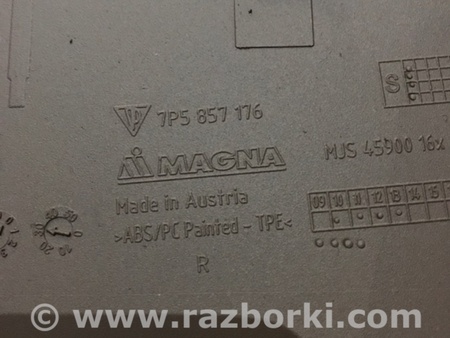 S
7P5 857 176
MAGNA
MJS 45900 16%
Made in Austria
>ABS/PC Painted - TPE<
R
09 10 11 12 13 14 15
© www.razborki.com